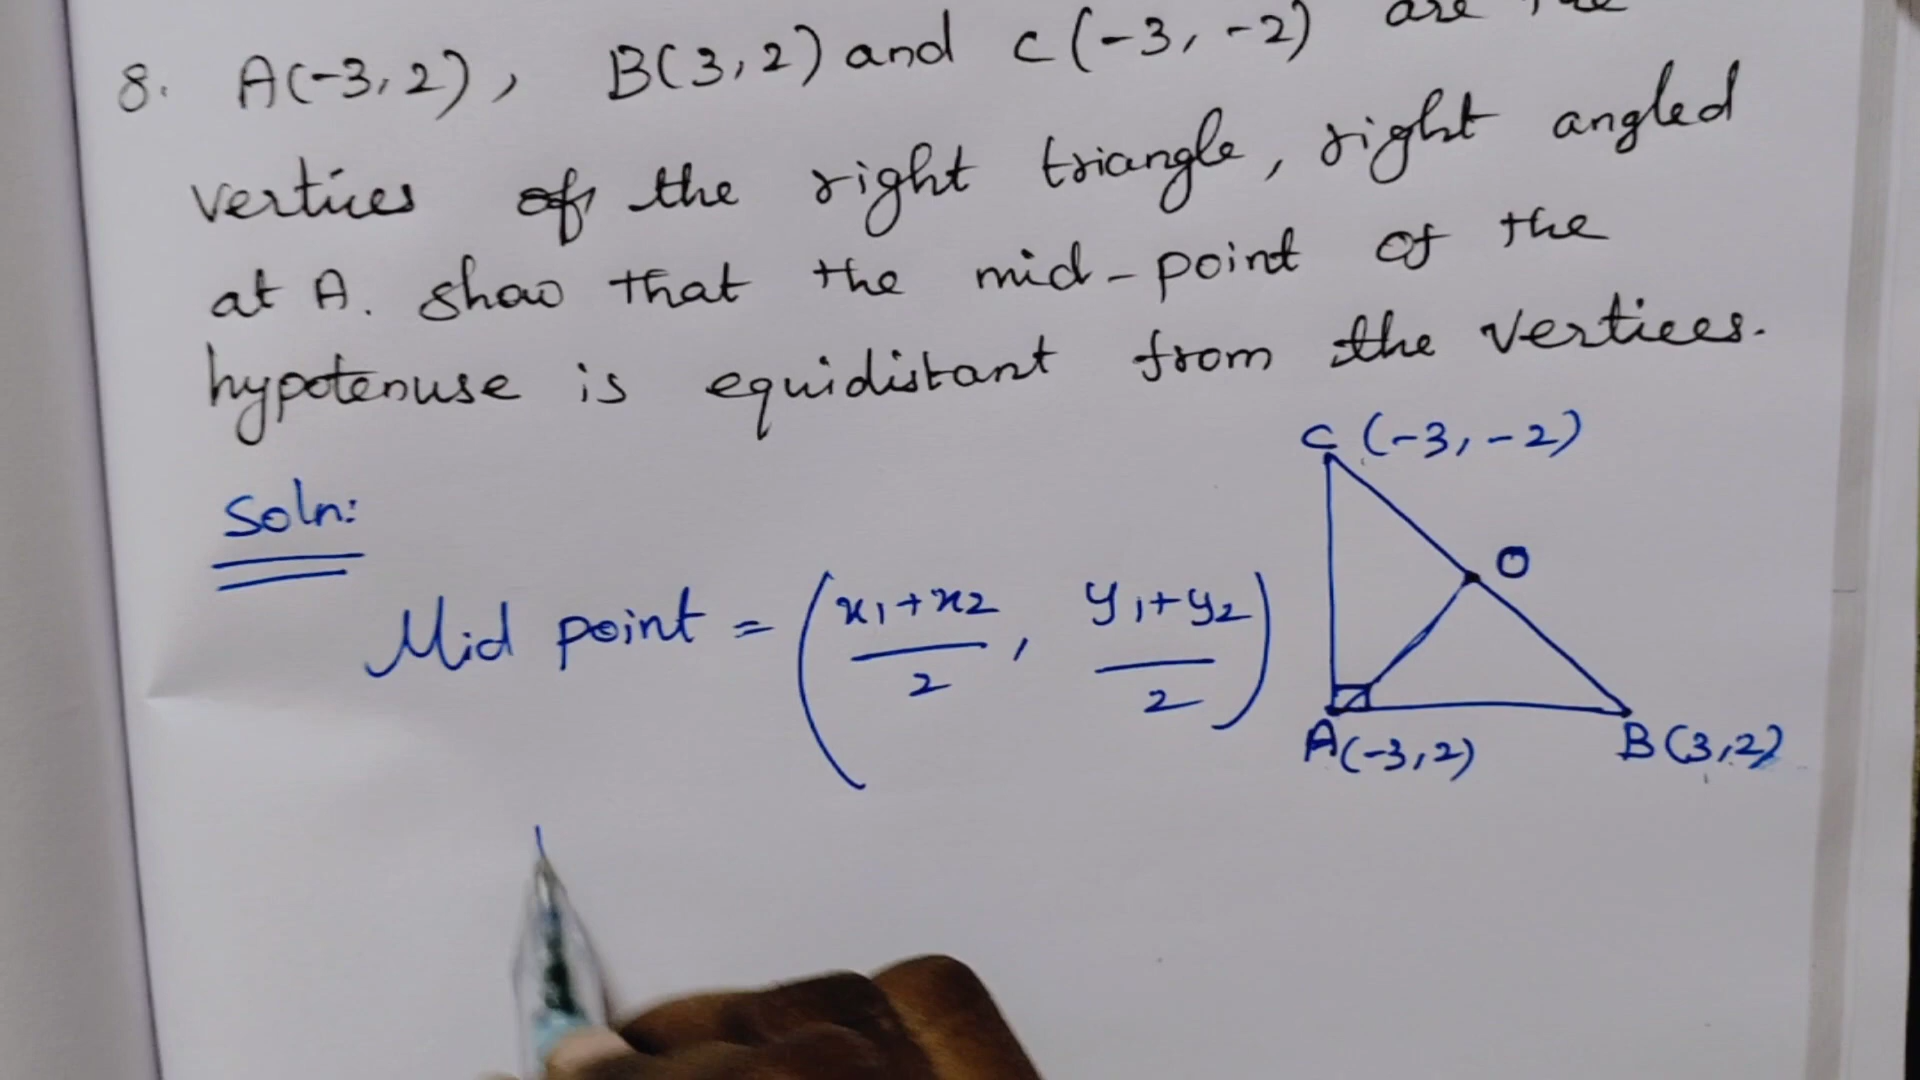 8. A(-3,2), B(3,2) and C(-3,-2) are the
vertices of the right triangle, right angled
at A. show that the mid-point of the
hypotenuse is equidistant from the vertices.
C (-3,-2)
Soln:
O
Mid point = (x1+x2/2, y1+y2/2)
A(-3,2)
B(3,2)